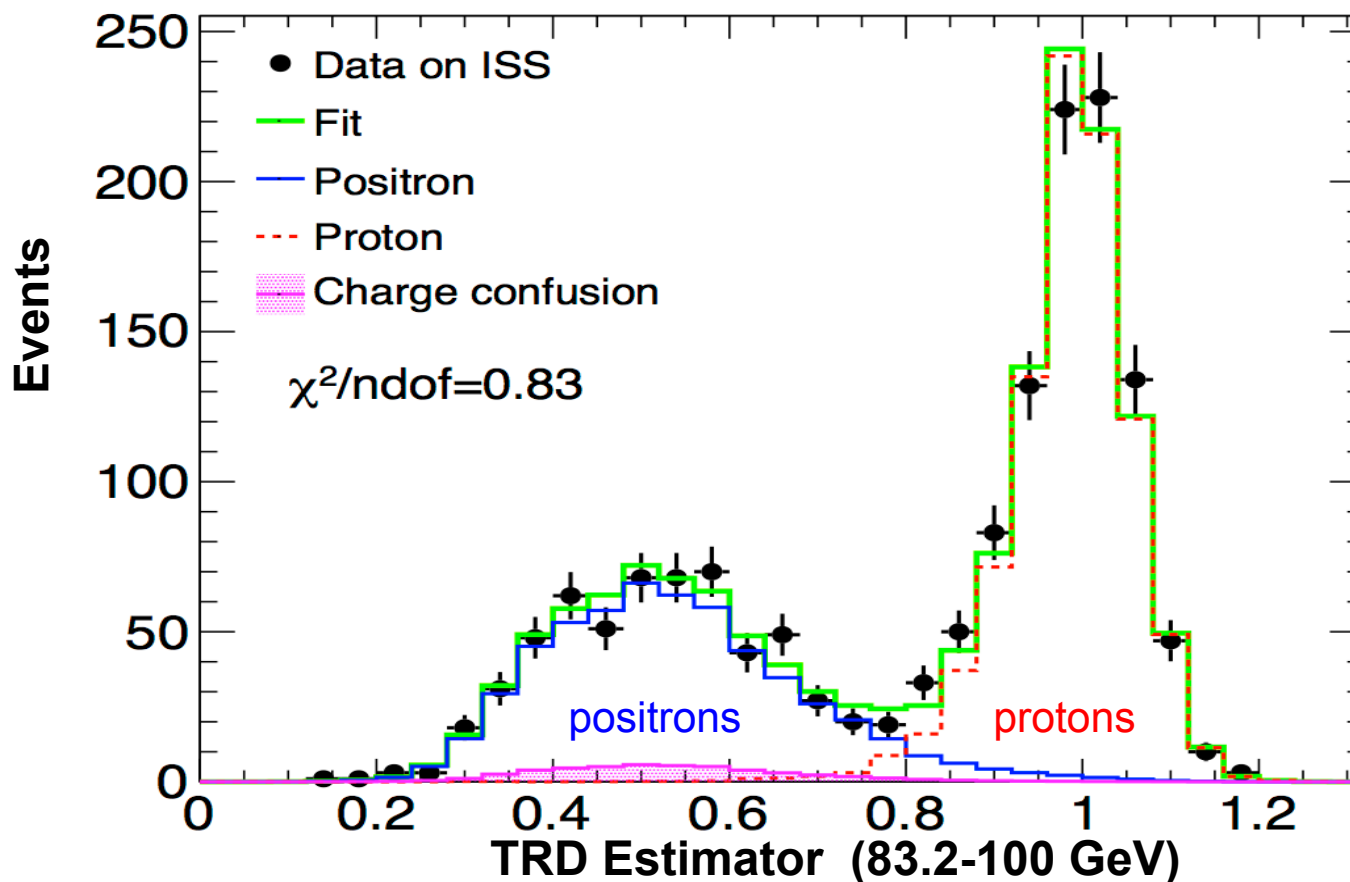 250
200
150
100
50
0
Events
Data on ISS
Fit
Positron
Proton
Charge confusion
χ²/ndof=0.83
positrons
protons
0 0.2 0.4 0.6 0.8 1 1.2
TRD Estimator (83.2-100 GeV)